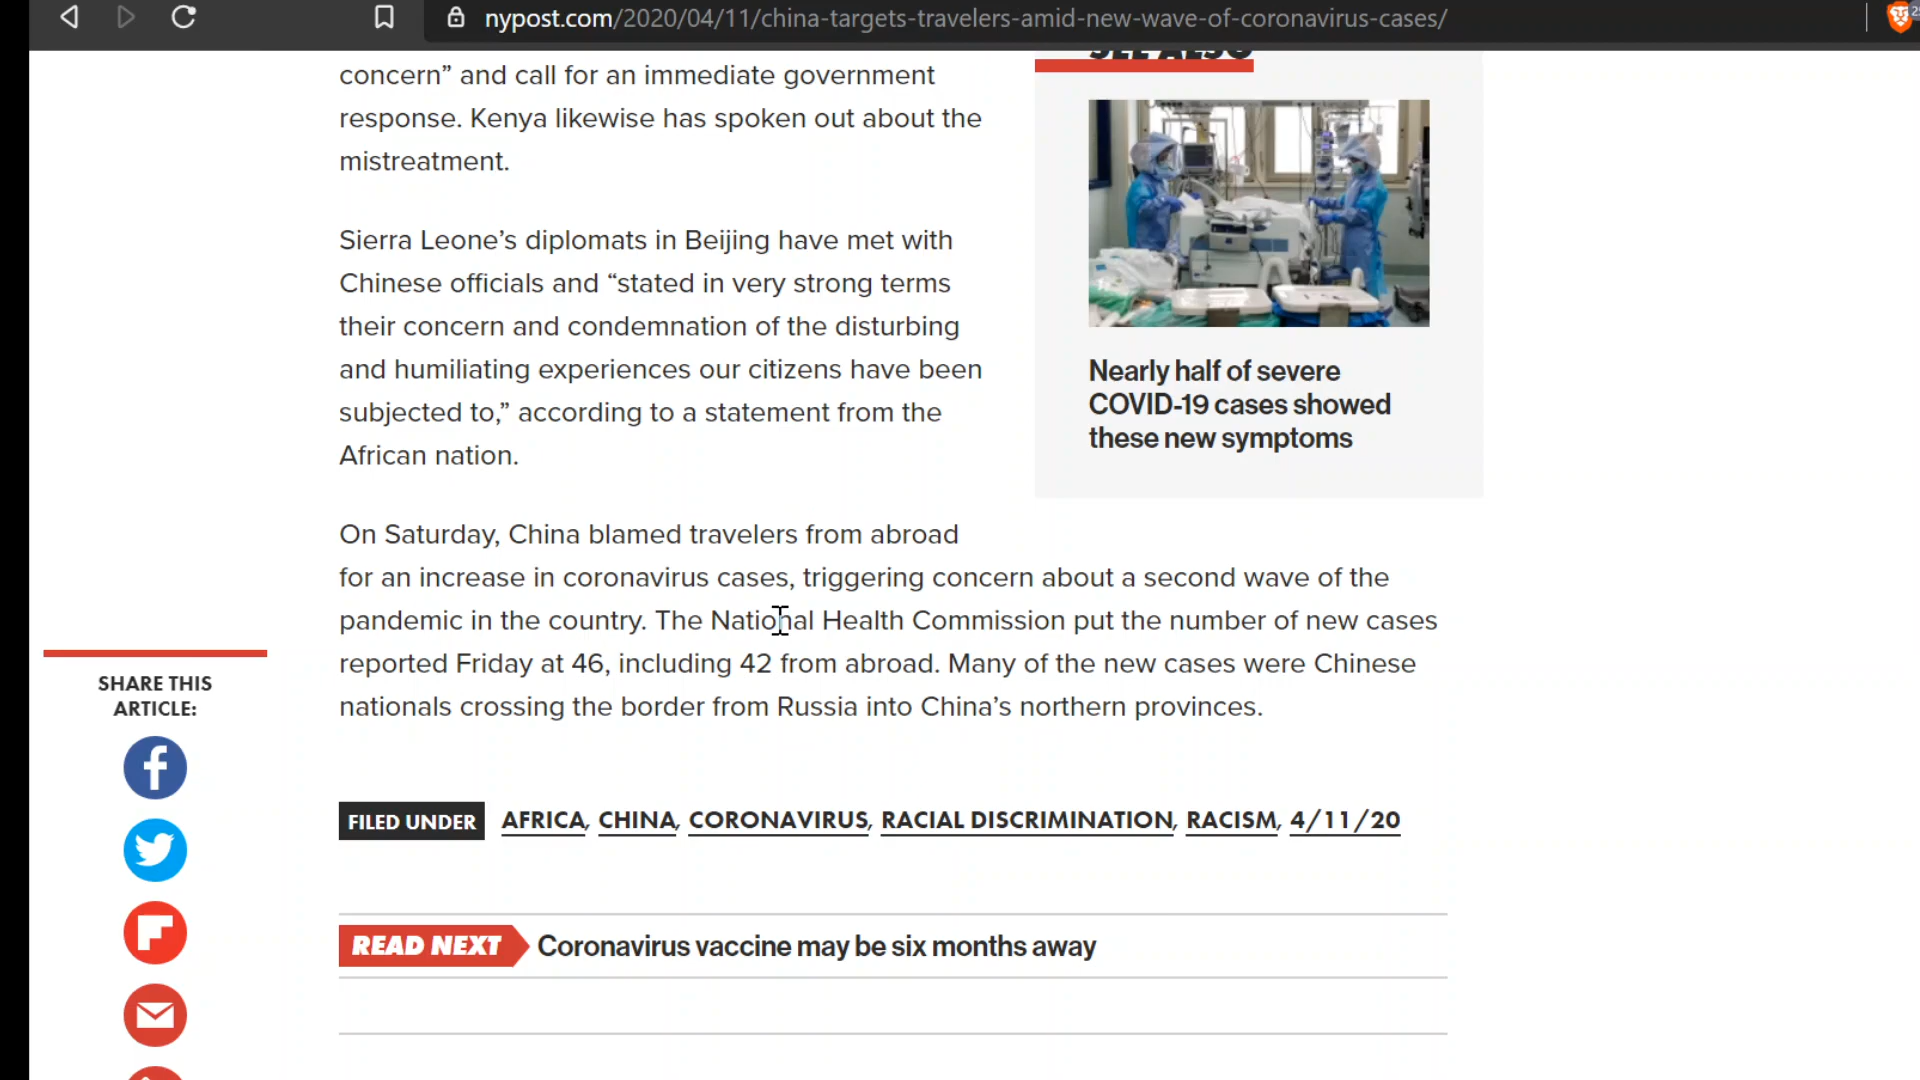 nypost.com/2020/04/11/china-targets-travelers-amid-new-wave-of-coronavirus-cases/
concern” and call for an immediate government
response. Kenya likewise has spoken out about the
mistreatment.
Sierra Leone’s diplomats in Beijing have met with
Chinese officials and “stated in very strong terms
their concern and condemnation of the disturbing
and humiliating experiences our citizens have been
subjected to,” according to a statement from the
African nation.
SEE ALSO
Nearly half of severe
COVID-19 cases showed
these new symptoms
On Saturday, China blamed travelers from abroad
for an increase in coronavirus cases, triggering concern about a second wave of the
pandemic in the country. The National Health Commission put the number of new cases
reported Friday at 46, including 42 from abroad. Many of the new cases were Chinese
nationals crossing the border from Russia into China’s northern provinces.
SHARE THIS
ARTICLE:
FILED UNDER AFRICA, CHINA, CORONAVIRUS, RACIAL DISCRIMINATION, RACISM, 4/11/20
READ NEXT Coronavirus vaccine may be six months away